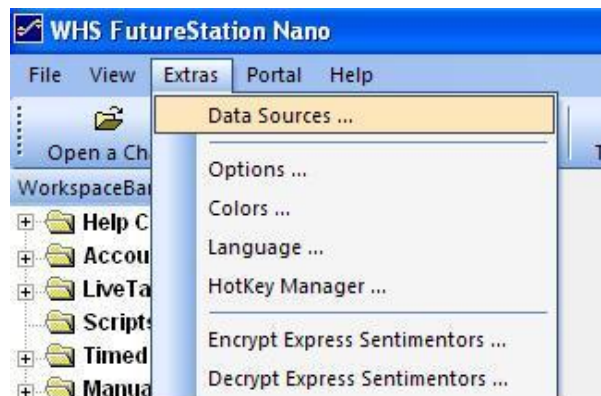 WHS FutureStation Nano
File View Extras Portal Help
Data Sources ...
Open a Ch
Options ...
WorkspaceBa
Colors ...
Help C
Language ...
Accou
HotKey Manager ...
LiveTa
Scripts
Encrypt Express Sentimentors ...
Timed
Decrypt Express Sentimentors ...
Manua